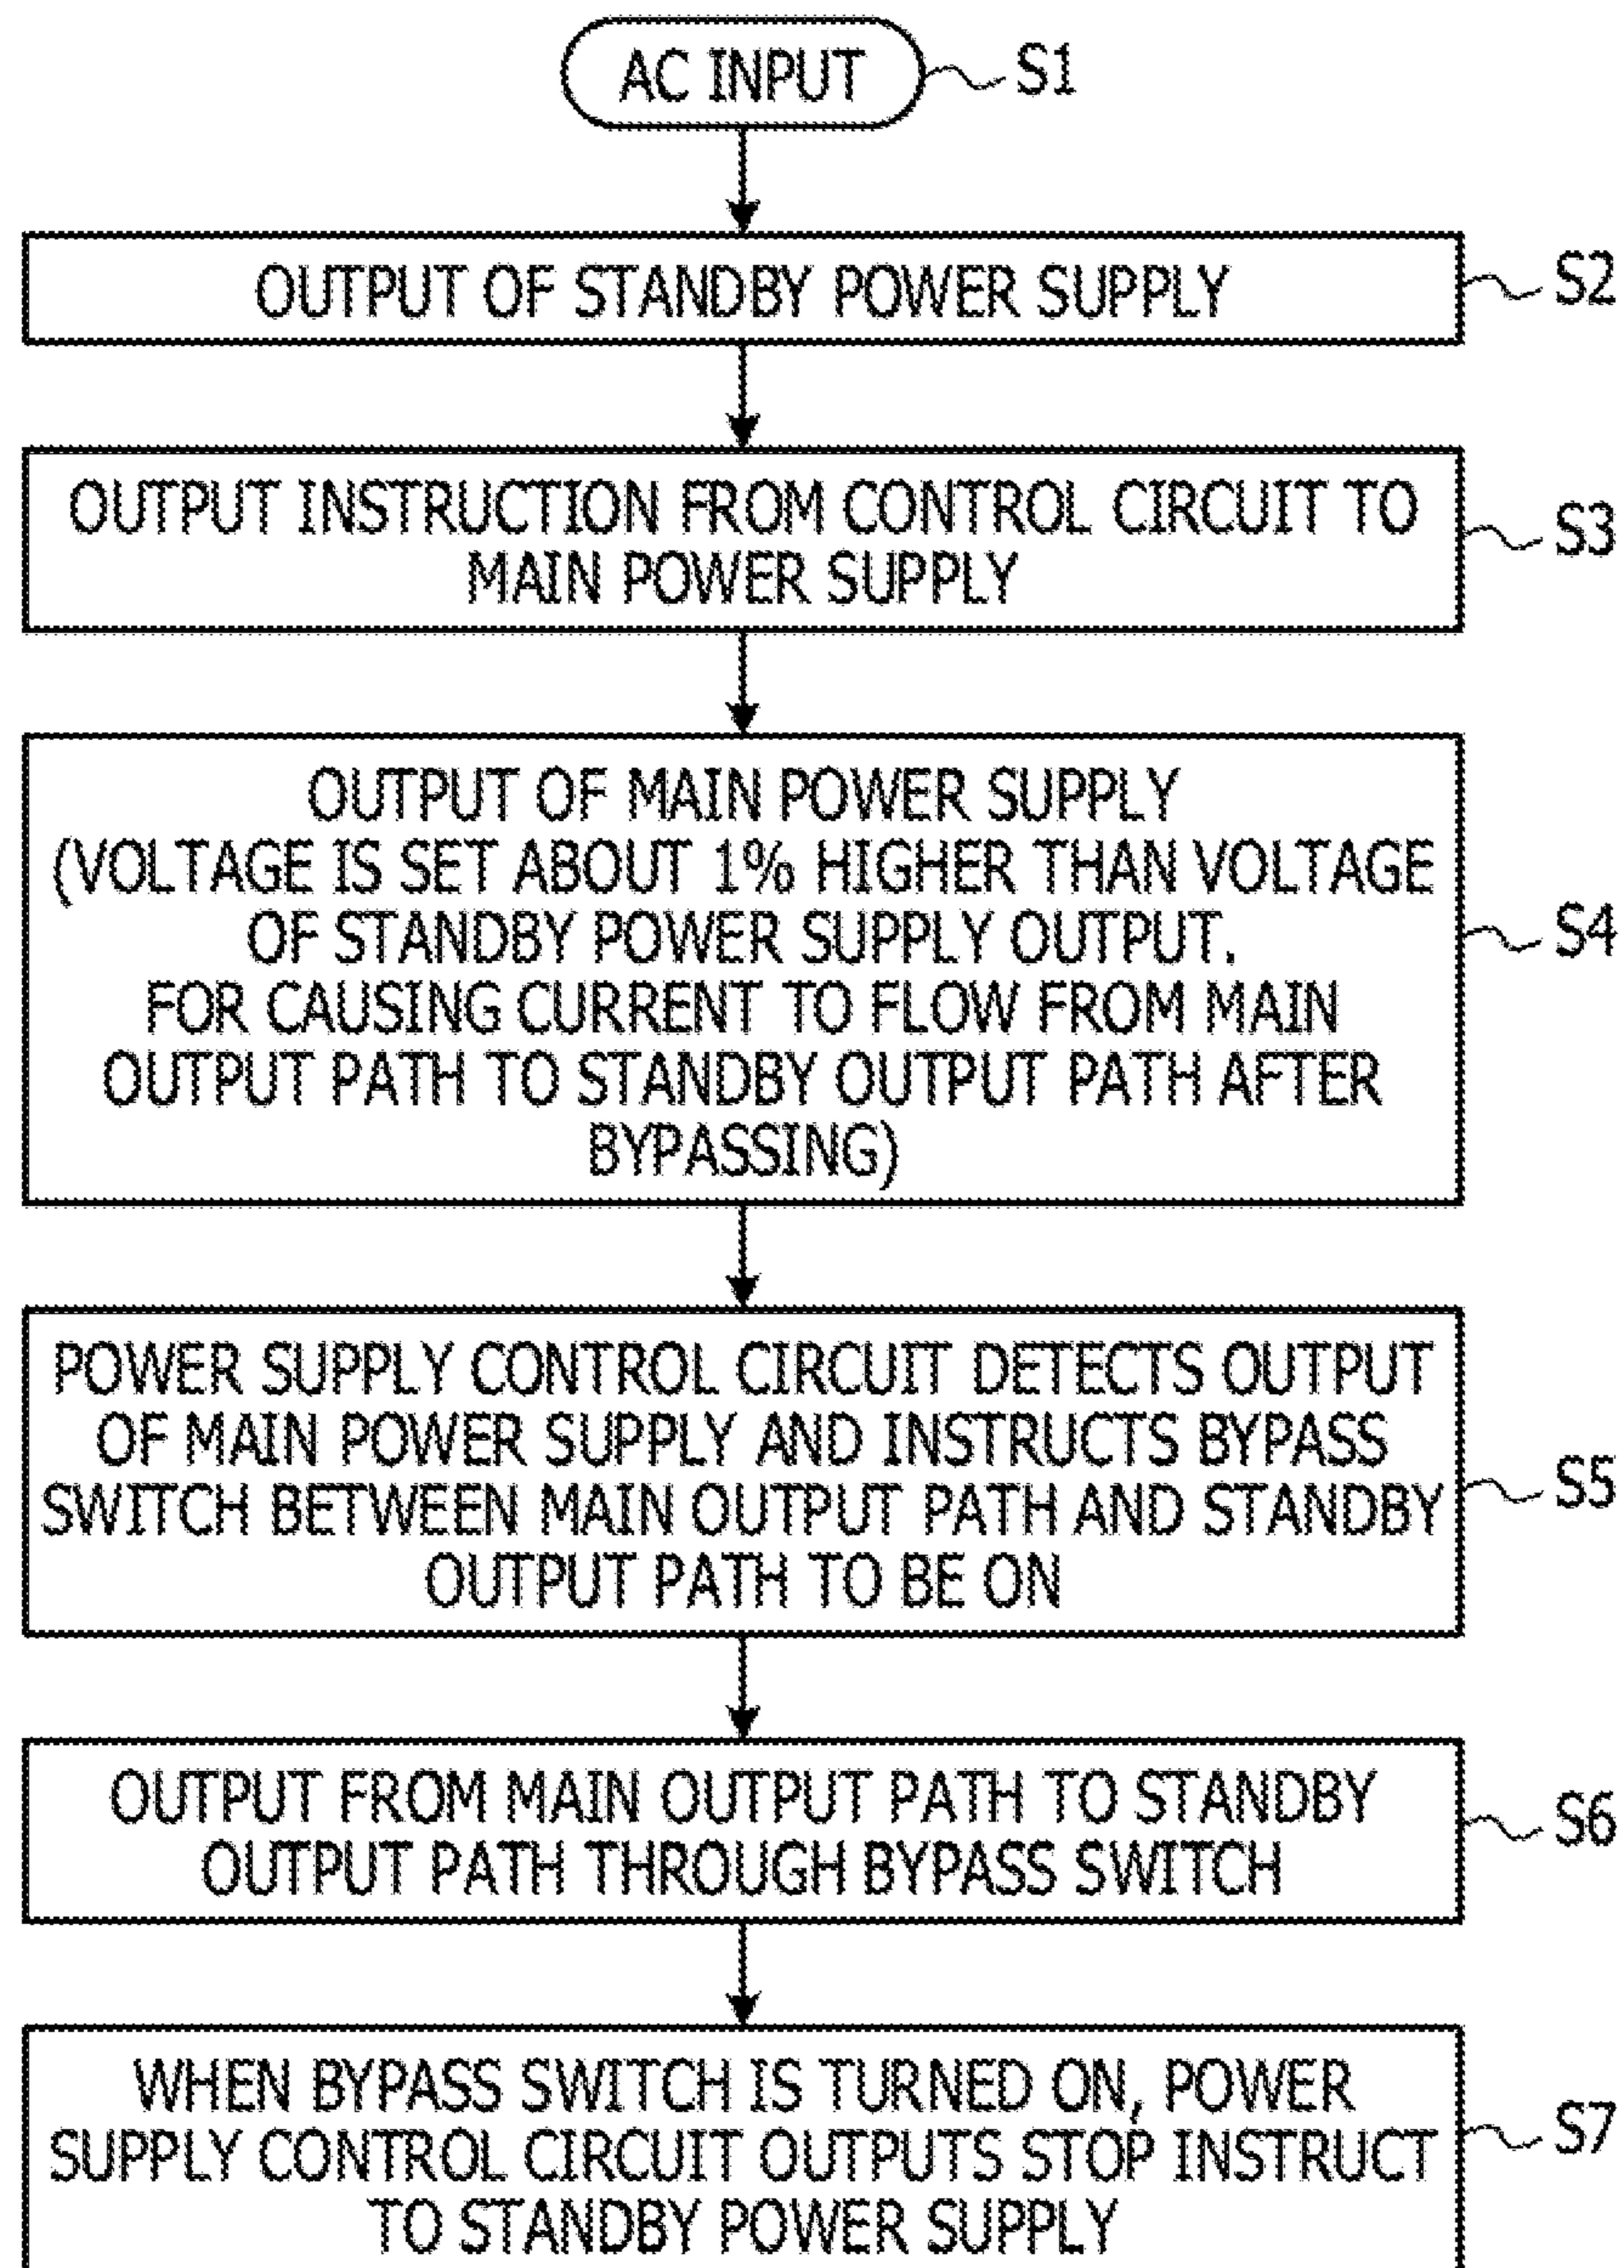 AC INPUT
S1
OUTPUT OF STANDBY POWER SUPPLY
S2
OUTPUT INSTRUCTION FROM CONTROL CIRCUIT TO
MAIN POWER SUPPLY
S3
OUTPUT OF MAIN POWER SUPPLY
(VOLTAGE IS SET ABOUT 1% HIGHER THAN VOLTAGE
OF STANDBY POWER SUPPLY OUTPUT.
FOR CAUSING CURRENT TO FLOW FROM MAIN
OUTPUT PATH TO STANDBY OUTPUT PATH AFTER
BYPASSING)
S4
POWER SUPPLY CONTROL CIRCUIT DETECTS OUTPUT
OF MAIN POWER SUPPLY AND INSTRUCTS BYPASS
SWITCH BETWEEN MAIN OUTPUT PATH AND STANDBY
OUTPUT PATH TO BE ON
S5
OUTPUT FROM MAIN OUTPUT PATH TO STANDBY
OUTPUT PATH THROUGH BYPASS SWITCH
S6
WHEN BYPASS SWITCH IS TURNED ON, POWER
SUPPLY CONTROL CIRCUIT OUTPUTS STOP INSTRUCT
TO STANDBY POWER SUPPLY
S7